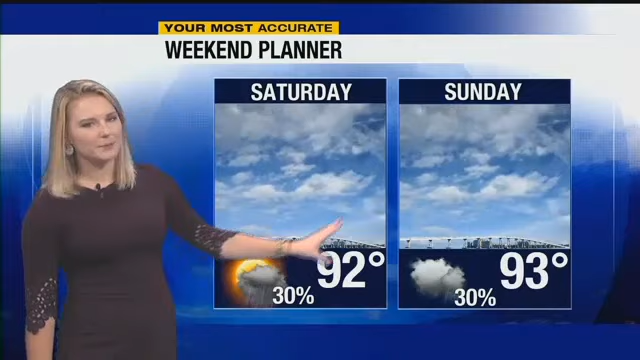 YOUR MOST ACCURATE
WEEKEND PLANNER
SATURDAY
92°
30%
SUNDAY
93°
30%